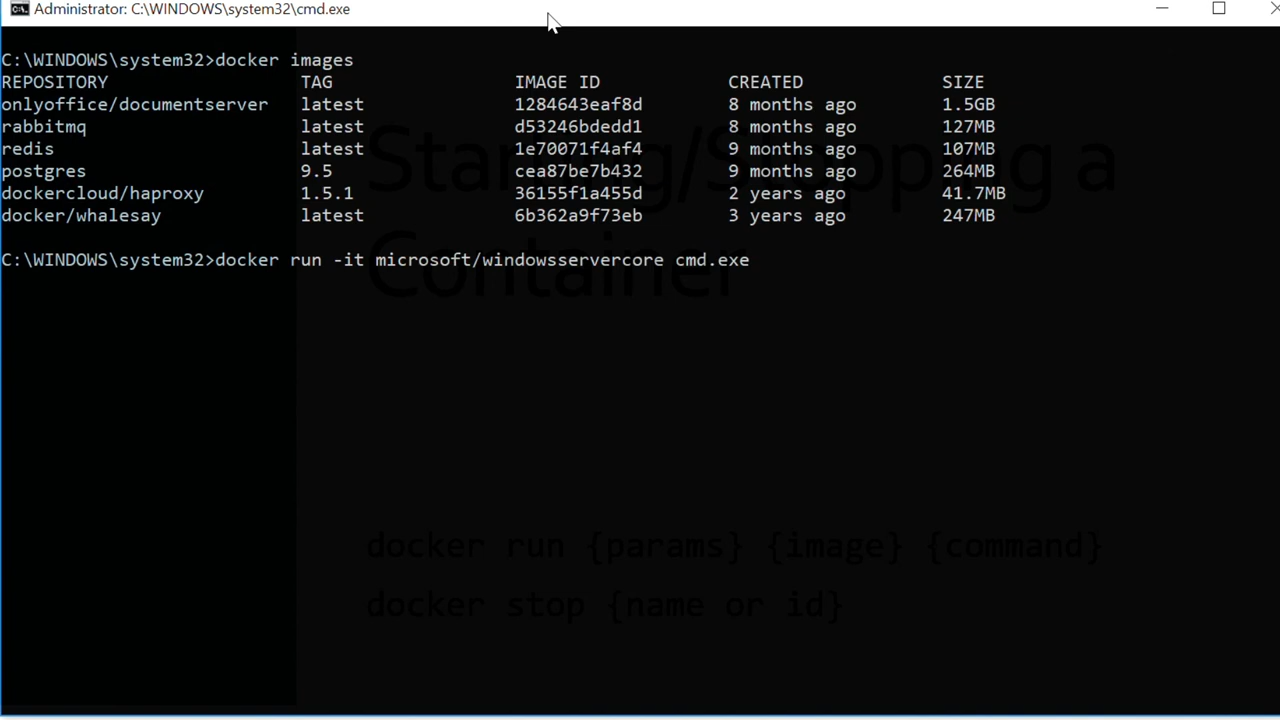 Administrator: C:\WINDOWS\system32\cmd.exe
C:\WINDOWS\system32>docker images
REPOSITORY TAG IMAGE ID CREATED SIZE
onlyoffice/documentserver latest 1284643eaf8d 8 months ago 1.5GB
rabbitmq latest d53246bdedd1 8 months ago 127MB
redis latest 1e70071f4af4 9 months ago 107MB
postgres 9.5 cea87be7b432 9 months ago 264MB
dockercloud/haproxy 1.5.1 36155f1a455d 2 years ago 41.7MB
docker/whalesay latest 6b362a9f73eb 3 years ago 247MB
Starting/Stopping a
Container
C:\WINDOWS\system32>docker run -it microsoft/windowsservercore cmd.exe
docker run {params} {image} {command}
docker stop {name or id}